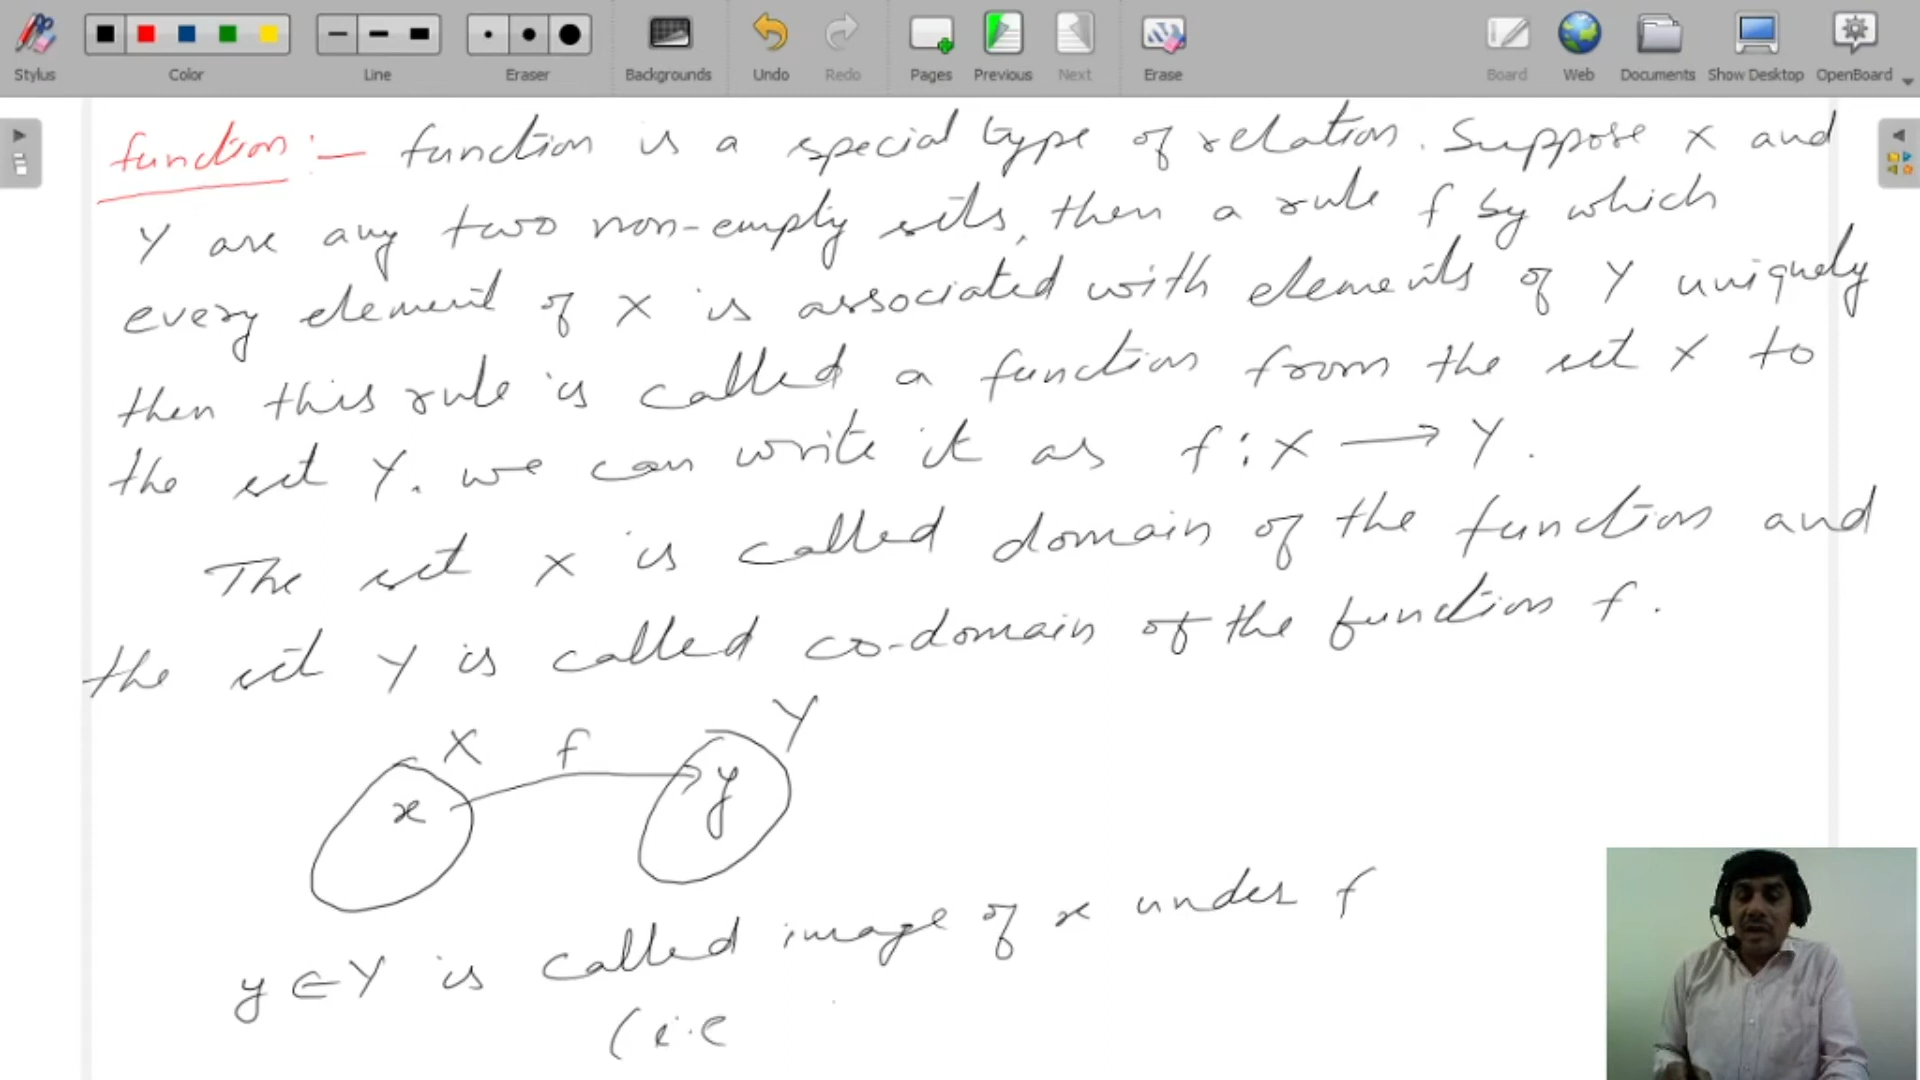 Stylus
Color
Line
Eraser
Backgrounds
Undo
Redo
Pages
Previous
Next
Erase
Board
Web
Documents
Show Desktop
OpenBoard
function :— function is a special type of relation. Suppose X and
Y are any two non-empty sets, then a rule f by which
every element of X is associated with elements of Y uniquely
then this rule is called a function from the set X to
the set Y. we can write it as f : X → Y.
The set X is called domain of the function and
the set Y is called co-domain of the function f.
X f Y
x y
y ∈ Y is called image of x under f
(i.e